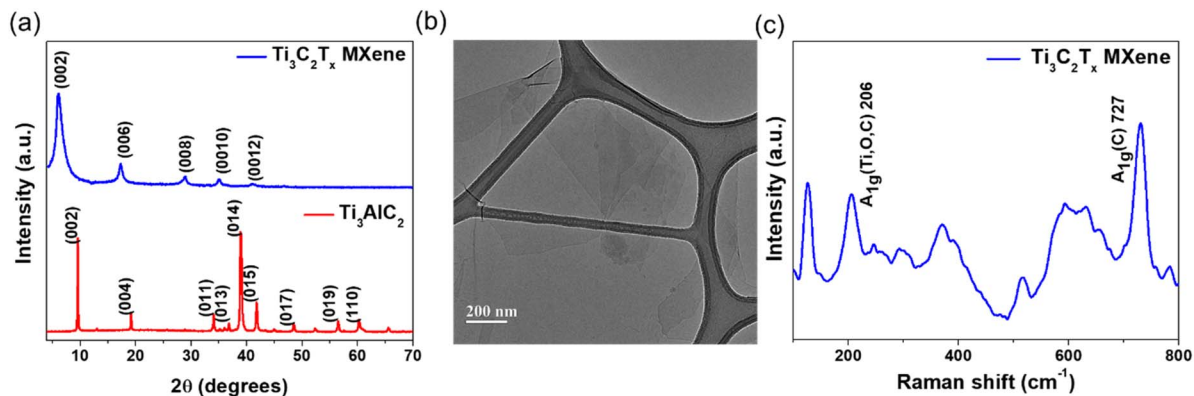 (a)
Intensity (a.u.)
Ti₃C₂Tₓ MXene
(002)
(006)
(008)
(0010)
(0012)
Ti₃AlC₂
(002)
(004)
(011)
(013)
(014)
(015)
(017)
(019)
(110)
10 20 30 40 50 60 70
2θ (degrees)
(b)
200 nm
(c)
Intensity (a.u.)
Ti₃C₂Tₓ MXene
A₁g(Ti,O,C) 206
A₁g(C) 727
200 400 600 800
Raman shift (cm⁻¹)